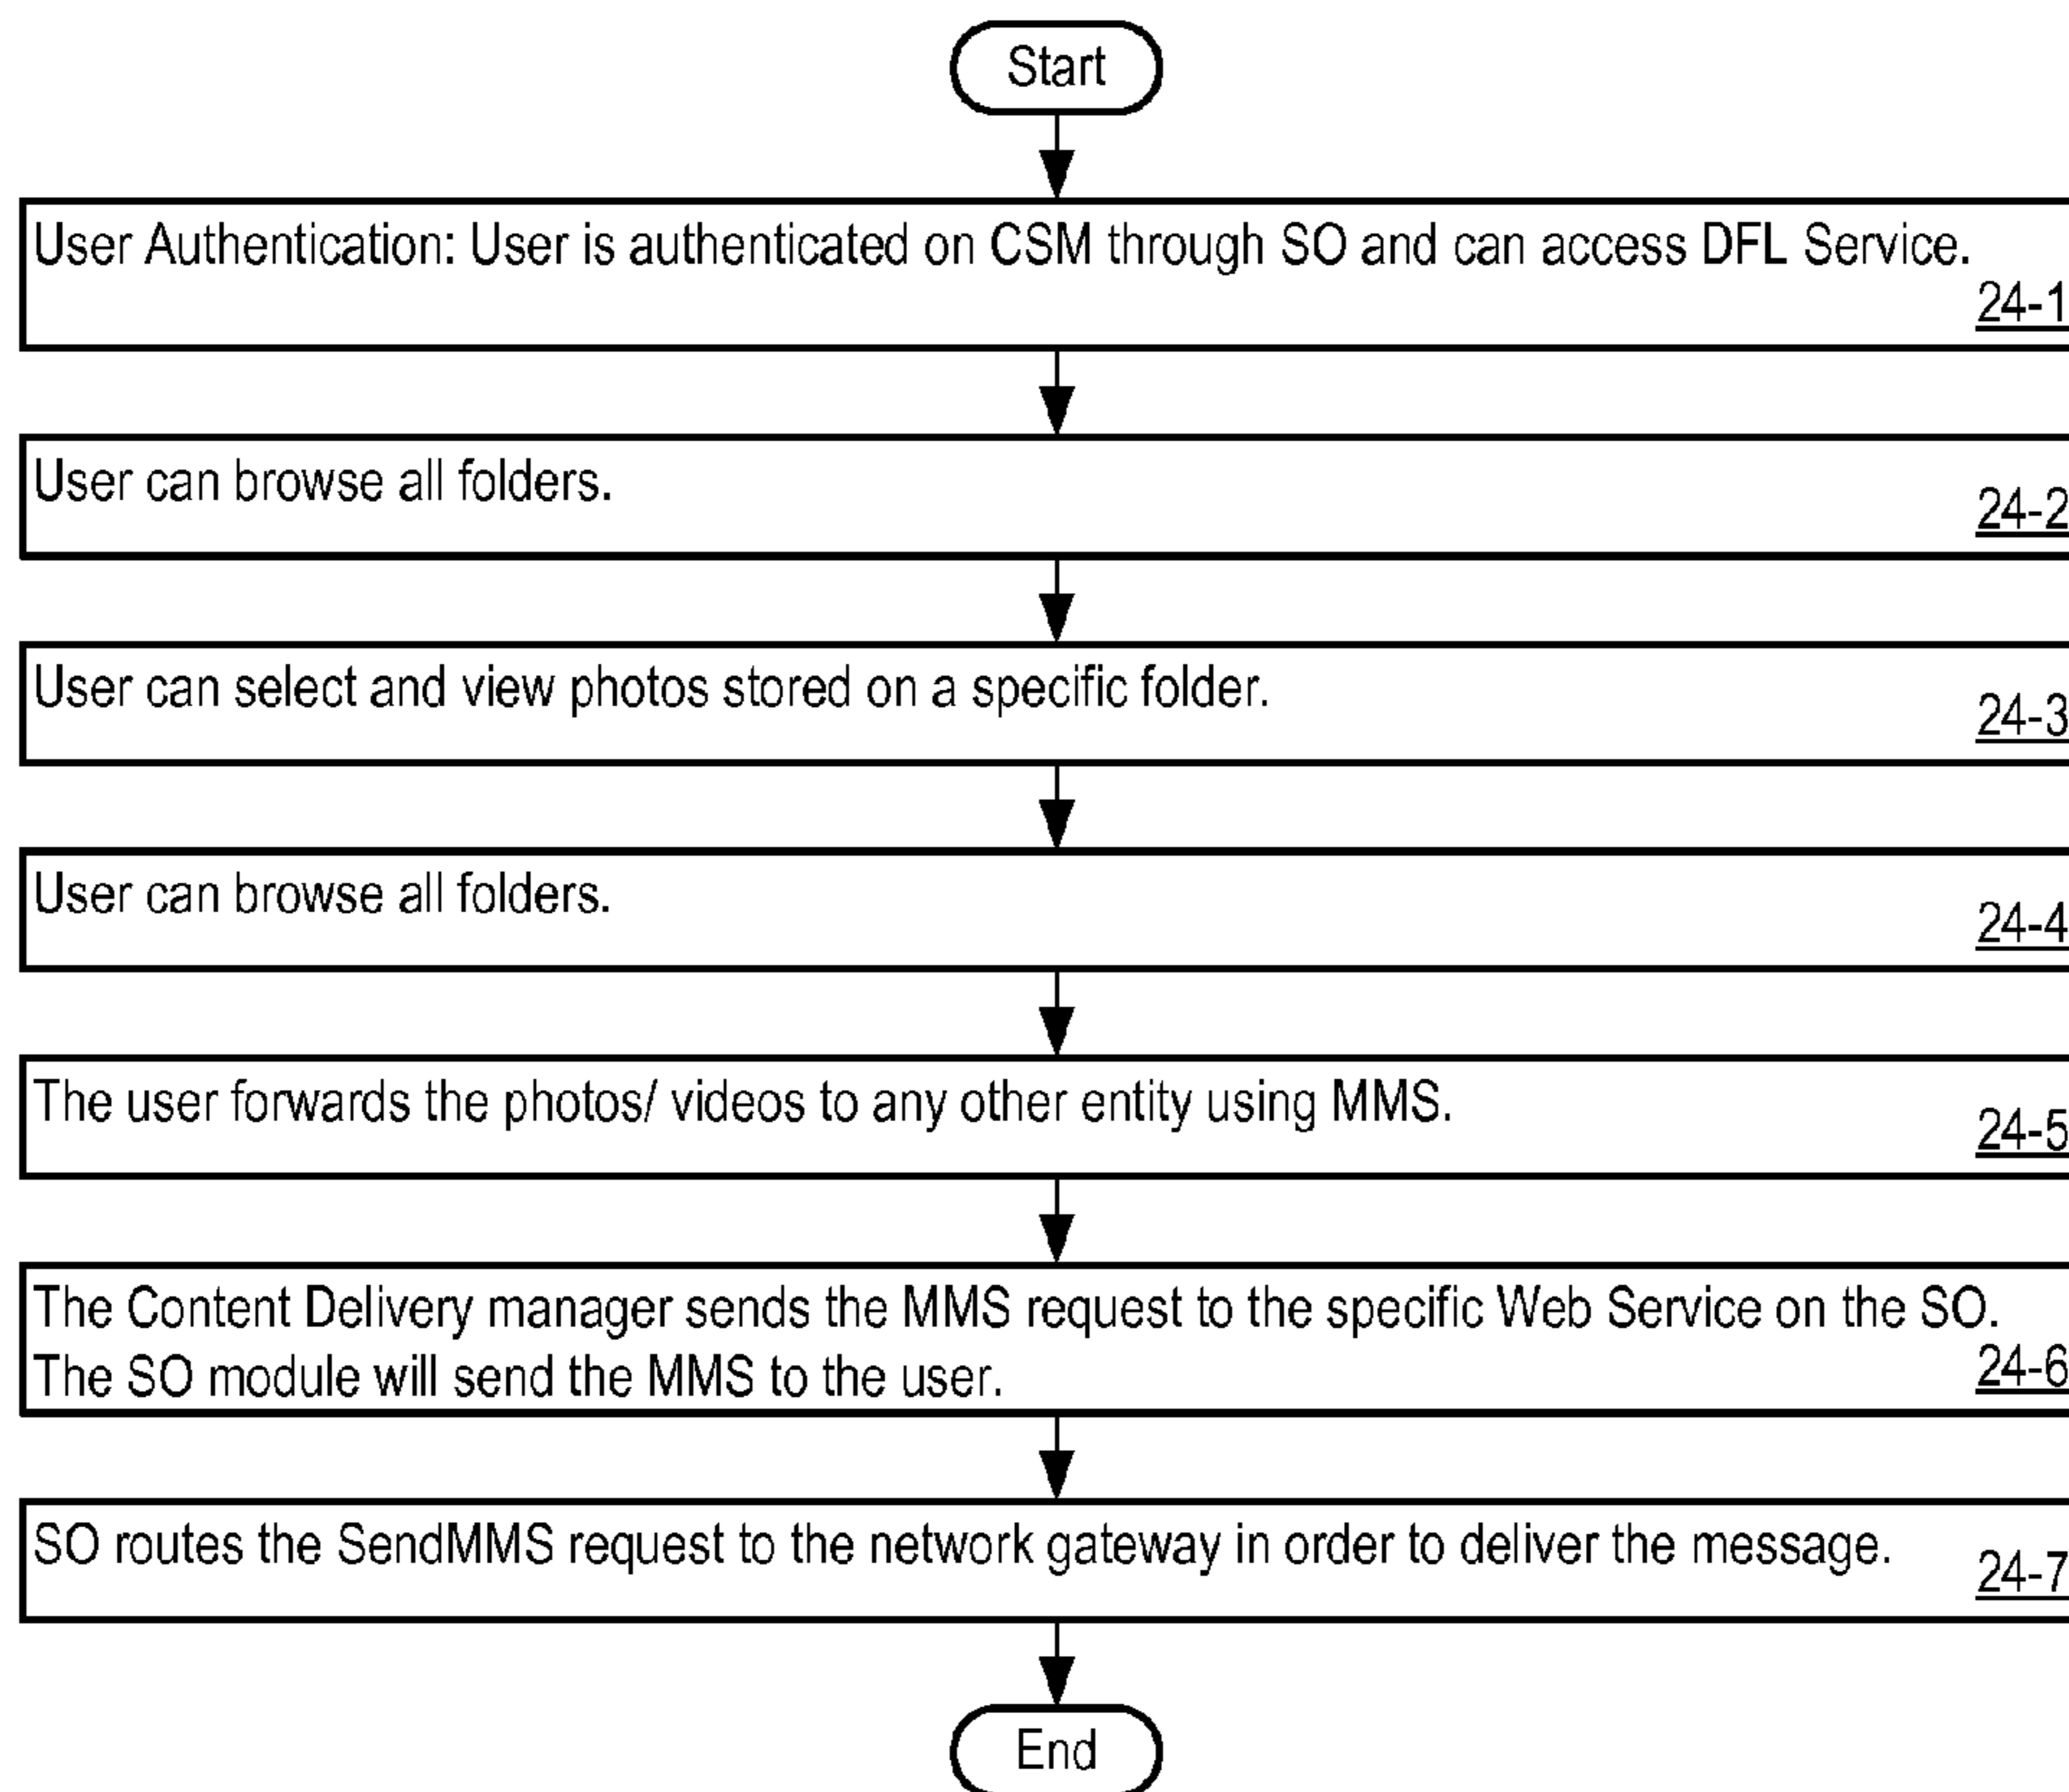 Start
User Authentication: User is authenticated on CSM through SO and can access DFL Service.
24-1
User can browse all folders.
24-2
User can select and view photos stored on a specific folder.
24-3
User can browse all folders.
24-4
The user forwards the photos/ videos to any other entity using MMS.
24-5
The Content Delivery manager sends the MMS request to the specific Web Service on the SO.
The SO module will send the MMS to the user.
24-6
SO routes the SendMMS request to the network gateway in order to deliver the message.
24-7
End